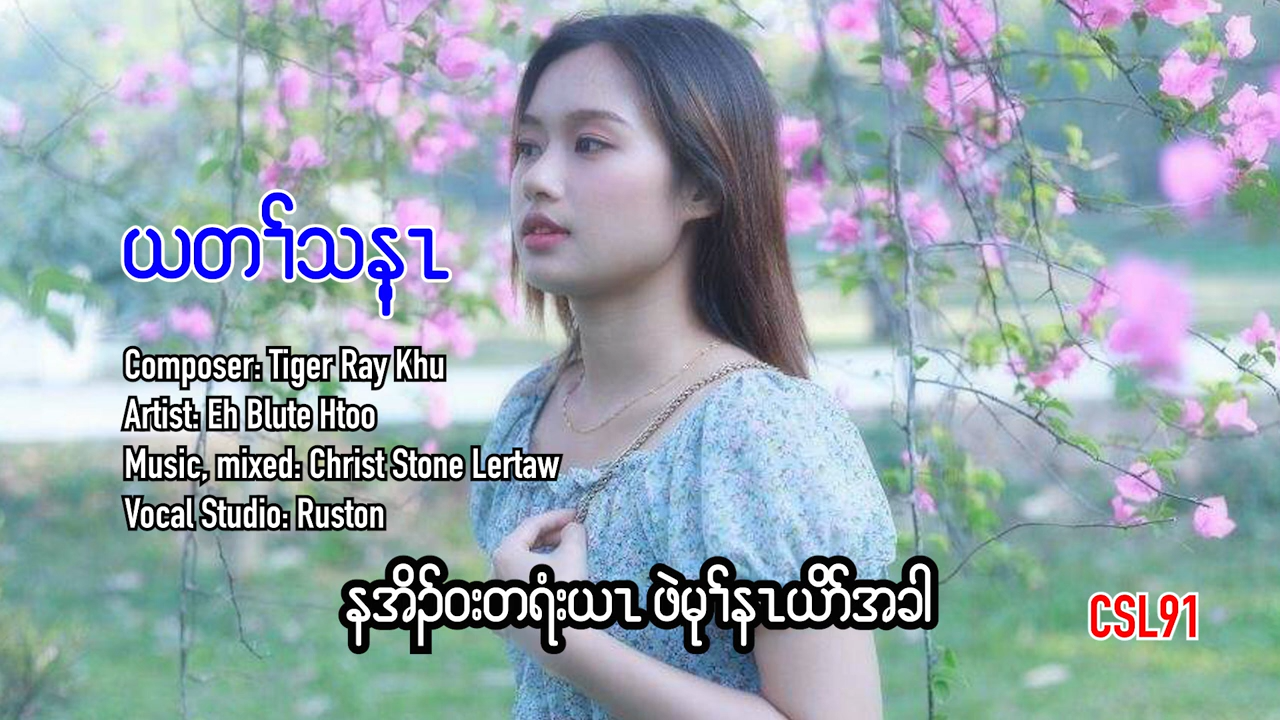 ယတၢ်သန့ၤ
Composer: Tiger Ray Khu
Artist: Eh Blute Htoo
Music, mixed: Christ Stone Lertaw
Vocal Studio: Ruston
နအိၣ်ဝးတရံးယၤ ဖဲမုၢ်နၤယိာ်အခါ
CSL91